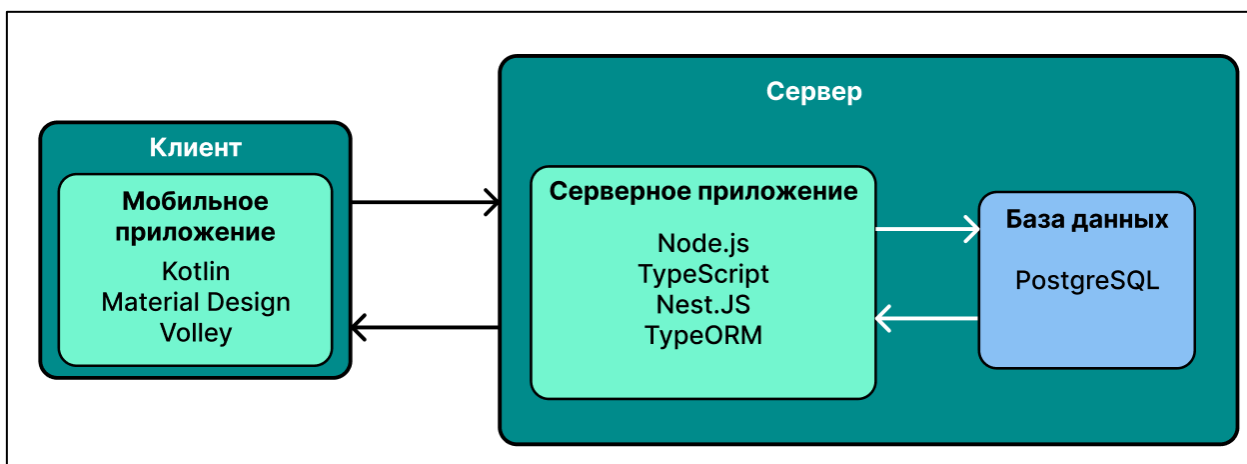 Сервер
Клиент
Мобильное
приложение
Kotlin
Material Design
Volley
Серверное приложение
Node.js
TypeScript
Nest.JS
TypeORM
База данных
PostgreSQL